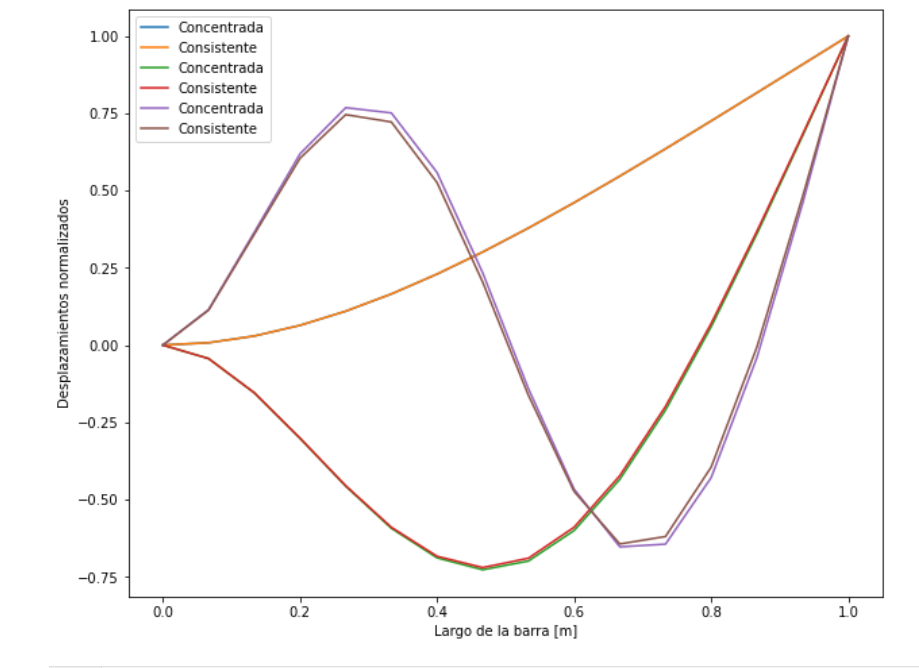 Concentrada
Consistente
Concentrada
Consistente
Concentrada
Consistente
1.00
0.75
0.50
0.25
0.00
−0.25
−0.50
−0.75
Desplazamientos normalizados
0.0 0.2 0.4 0.6 0.8 1.0
Largo de la barra [m]